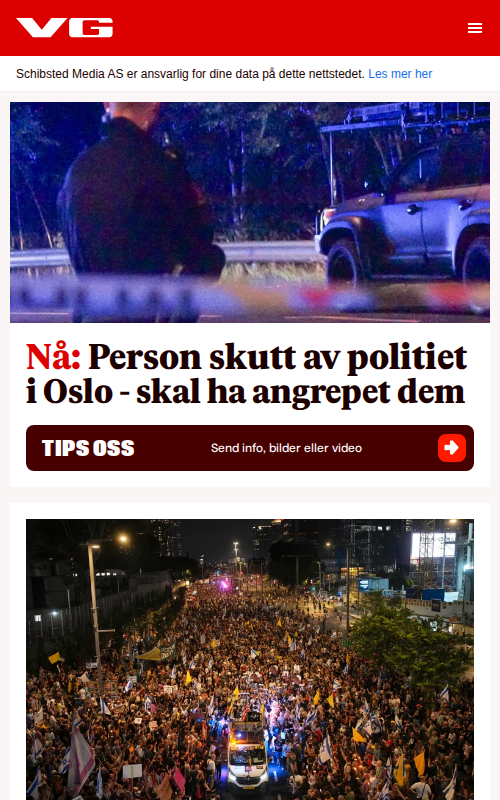 VG
Schibsted Media AS er ansvarlig for dine data på dette nettstedet. Les mer her
Nå: Person skutt av politiet
i Oslo - skal ha angrepet dem
TIPS OSS
Send info, bilder eller video